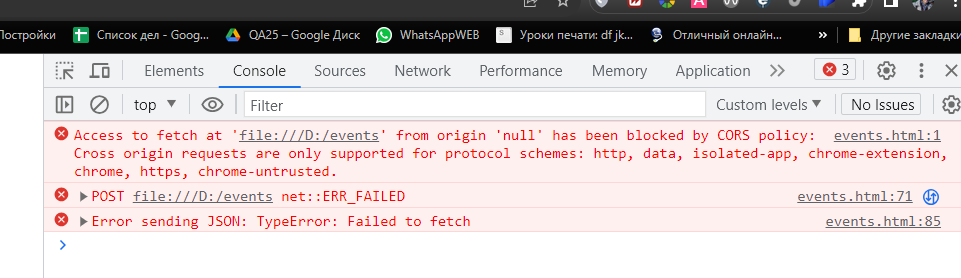 Постройки Список дел - Goog... QA25 – Google Диск WhatsAppWEB Уроки печати: df jk... Отличный онлайн... » Другие закладки
Elements Console Sources Network Performance Memory Application » 3
top ▼ Filter Custom levels ▼ No Issues
Access to fetch at 'file:///D:/events' from origin 'null' has been blocked by CORS policy: events.html:1
Cross origin requests are only supported for protocol schemes: http, data, isolated-app, chrome-extension,
chrome, https, chrome-untrusted.
POST file:///D:/events net::ERR_FAILED events.html:71
Error sending JSON: TypeError: Failed to fetch events.html:85